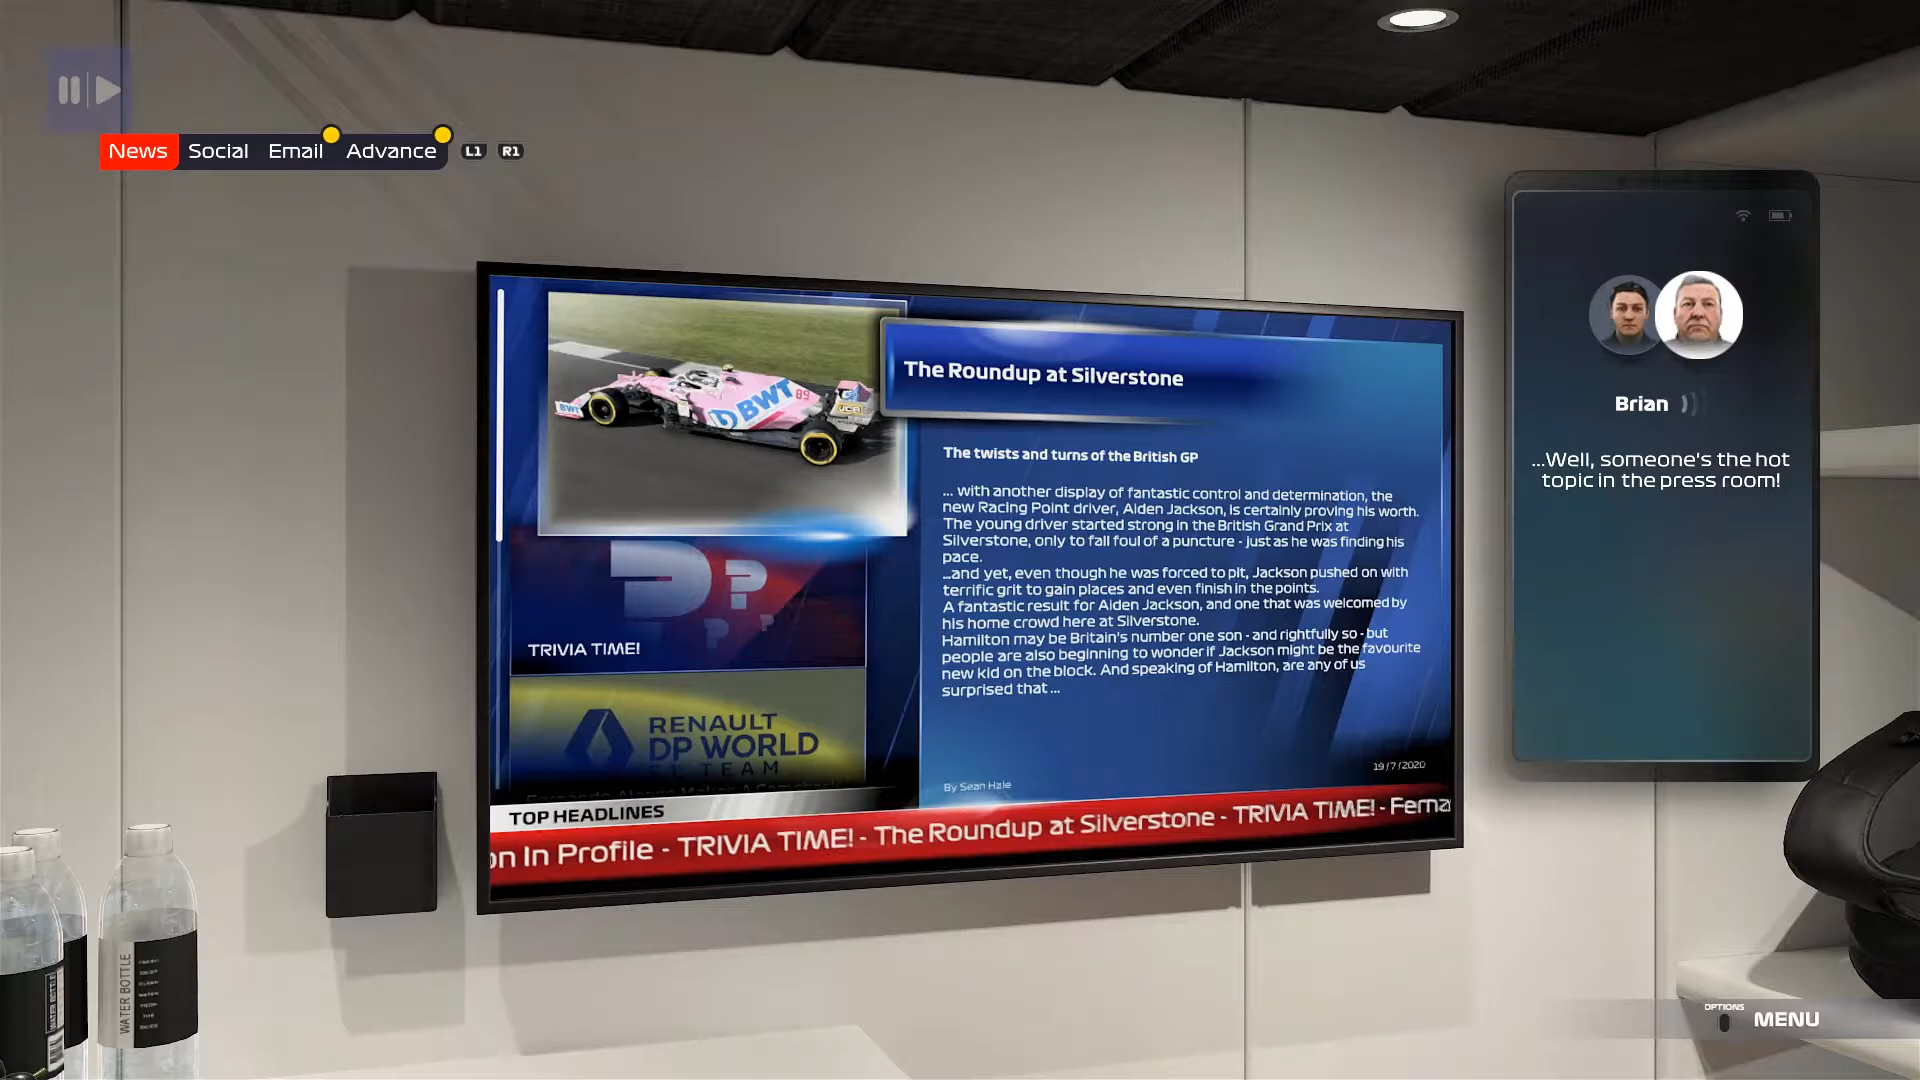 News Social Email Advance L1 R1
The Roundup at Silverstone
BWT
BWT
89
The twists and turns of the British GP
... with another display of fantastic control and determination, the
new Racing Point driver, Aiden Jackson, is certainly proving his worth.
The young driver started strong in the British Grand Prix at
Silverstone, only to fall foul of a puncture - just as he was finding his
pace.
...and yet, even though he was forced to pit, Jackson pushed on with
terrific grit to gain places and even finish in the points.
A fantastic result for Aiden Jackson, and one that was welcomed by
his home crowd here at Silverstone.
Hamilton may be Britain's number one son - and rightfully so - but
people are also beginning to wonder if Jackson might be the favourite
new kid on the block. And speaking of Hamilton, are any of us
surprised that ...
19/7/2020
By Sean Hale
TRIVIA TIME!
RENAULT
DP WORLD
F1 TEAM
TOP HEADLINES
on In Profile - TRIVIA TIME! - The Roundup at Silverstone - TRIVIA TIME! - Ferna
Brian
...Well, someone's the hot
topic in the press room!
WATER BOTTLE
WATER BOTTLE
OPTIONS
MENU